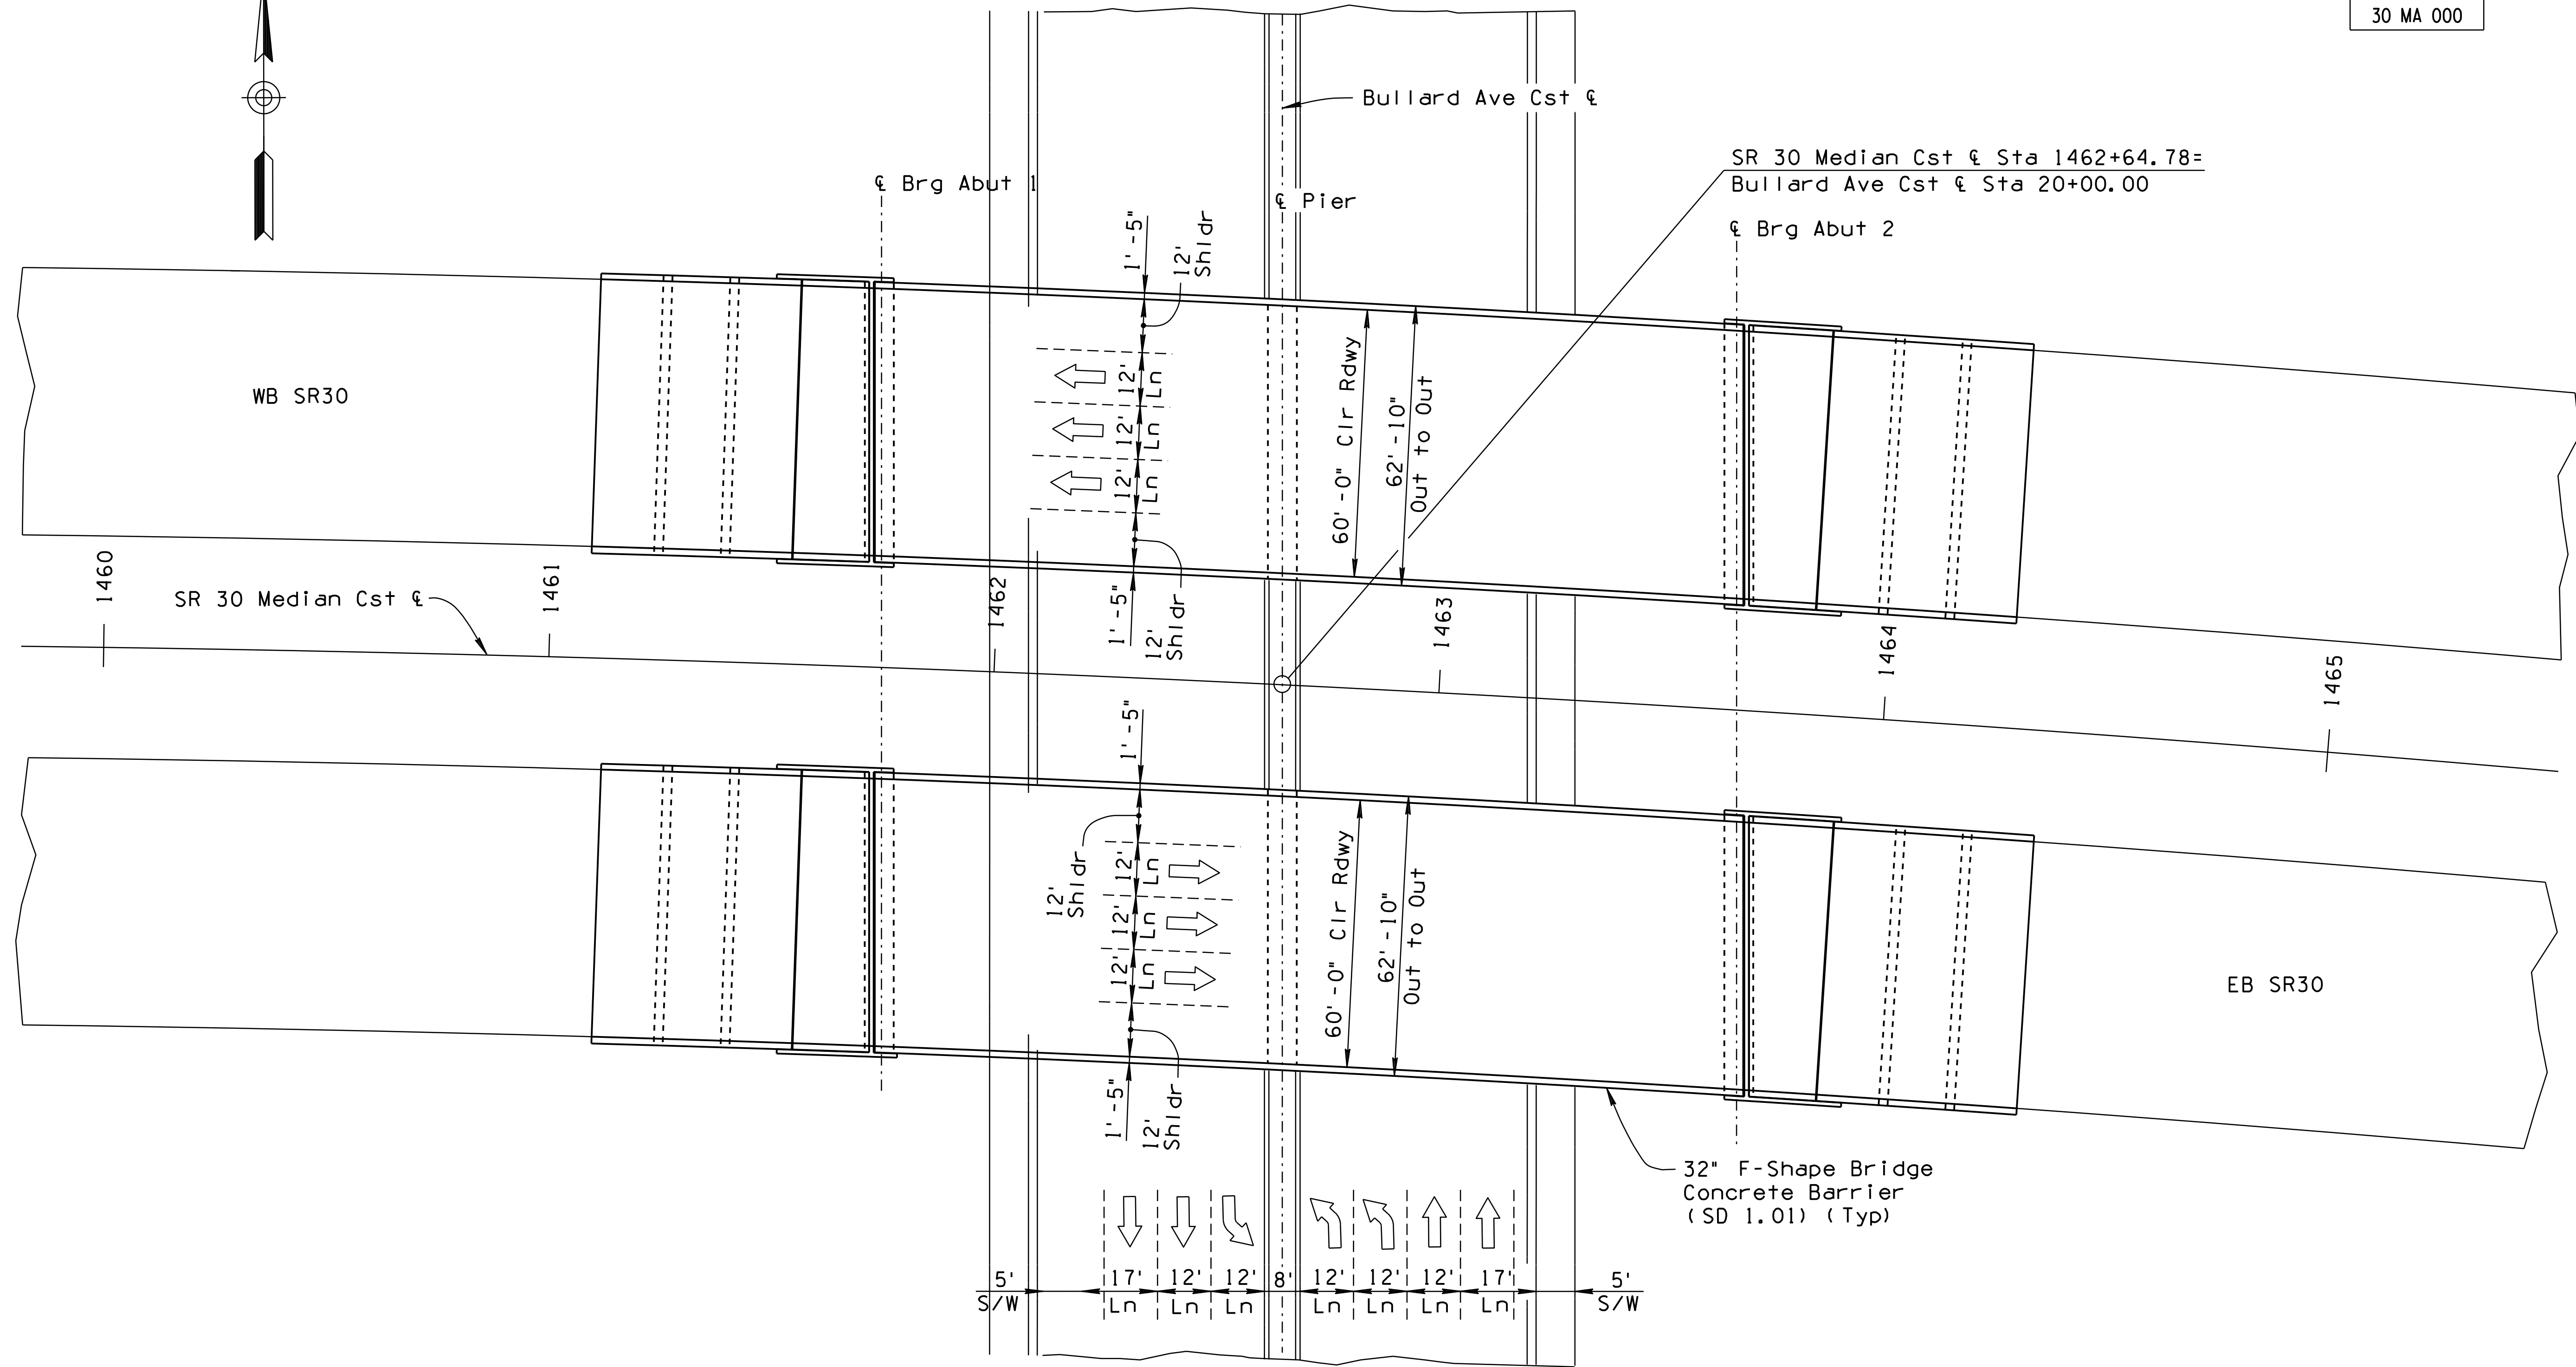 30 MA 000
Bullard Ave Cst ℄
SR 30 Median Cst ℄ Sta 1462+64.78=
Bullard Ave Cst ℄ Sta 20+00.00
℄ Brg Abut 1
℄ Pier
℄ Brg Abut 2
1'-5"
12'
Shldr
12'
Ln
12'
Ln
12'
Ln
60'-0" Clr Rdwy
62'-10"
Out to Out
WB SR30
1'-5"
12'
Shldr
1460
1461
1462
1463
1464
1465
SR 30 Median Cst ℄
1'-5"
12'
Shldr
12'
Ln
12'
Ln
12'
Ln
60'-0" Clr Rdwy
62'-10"
Out to Out
EB SR30
1'-5"
12'
Shldr
32" F-Shape Bridge
Concrete Barrier
(SD 1.01) (Typ)
5'
S/W
17'
Ln
12'
Ln
12'
Ln
8'
12'
Ln
12'
Ln
12'
Ln
17'
Ln
5'
S/W